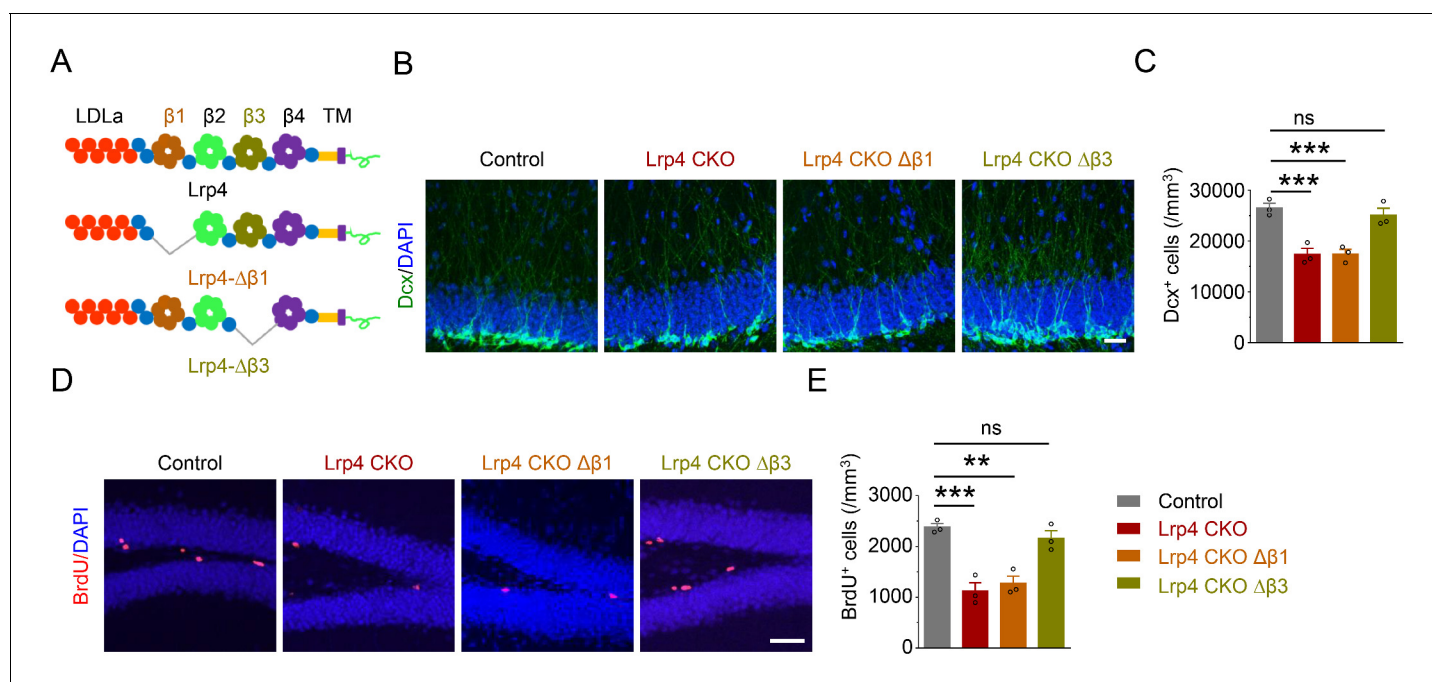 A
LDLa β1 β2 β3 β4 TM
Lrp4
Lrp4-Δβ1
Lrp4-Δβ3
B
Control Lrp4 CKO Lrp4 CKO Δβ1 Lrp4 CKO Δβ3
Dcx/DAPI
C
ns
***
***
Dcx⁺ cells (/mm³)
30000
20000
10000
0
D
Control Lrp4 CKO Lrp4 CKO Δβ1 Lrp4 CKO Δβ3
BrdU/DAPI
E
ns
**
***
BrdU⁺ cells (/mm³)
3000
2000
1000
0
Control
Lrp4 CKO
Lrp4 CKO Δβ1
Lrp4 CKO Δβ3